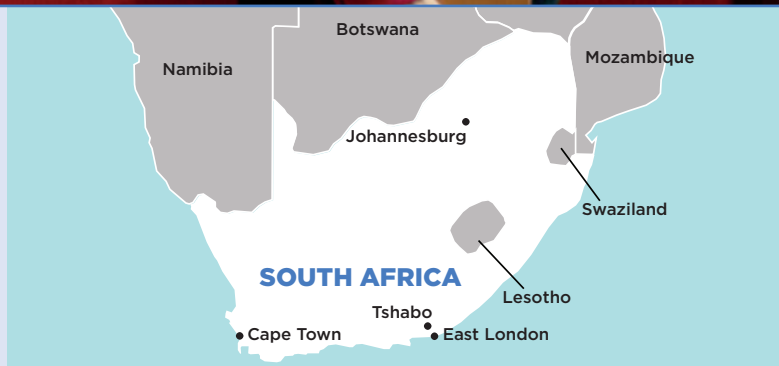 Botswana
Mozambique
Namibia
Johannesburg
Swaziland
SOUTH AFRICA
Lesotho
Tshabo
Cape Town
East London